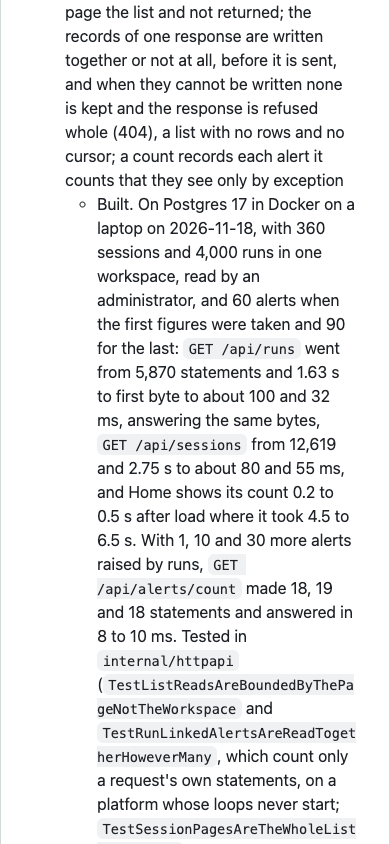 page the list and not returned; the
records of one response are written
together or not at all, before it is sent,
and when they cannot be written none
is kept and the response is refused
whole (404), a list with no rows and no
cursor; a count records each alert it
counts that they see only by exception
Built. On Postgres 17 in Docker on a
laptop on 2026-11-18, with 360
sessions and 4,000 runs in one
workspace, read by an
administrator, and 60 alerts when
the first figures were taken and 90
for the last: GET /api/runs went
from 5,870 statements and 1.63 s
to first byte to about 100 and 32
ms, answering the same bytes,
GET /api/sessions from 12,619
and 2.75 s to about 80 and 55 ms,
and Home shows its count 0.2 to
0.5 s after load where it took 4.5 to
6.5 s. With 1, 10 and 30 more alerts
raised by runs, GET
/api/alerts/count made 18, 19
and 18 statements and answered in
8 to 10 ms. Tested in
internal/httpapi
(TestListReadsAreBoundedByThePa
geNotTheWorkspace and
TestRunLinkedAlertsAreReadToget
herHoweverMany, which count only
a request's own statements, on a
platform whose loops never start;
TestSessionPagesAreTheWholeList